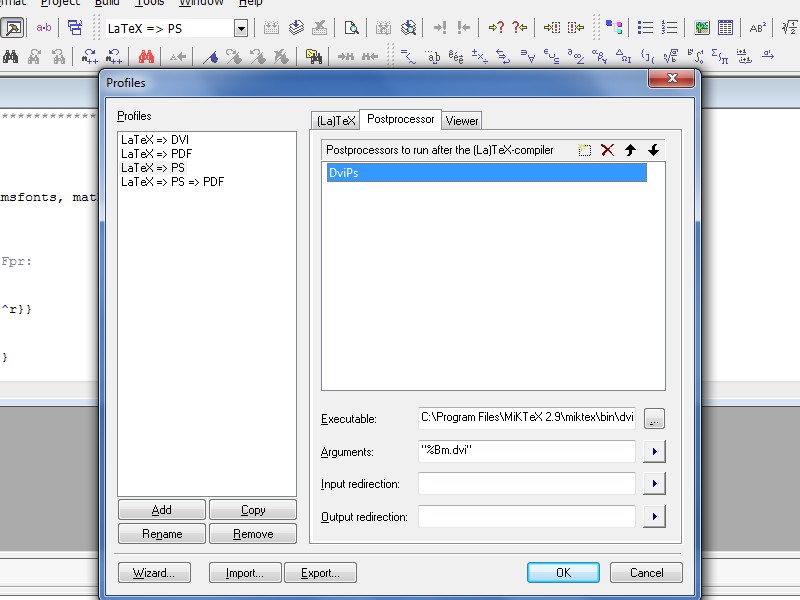 Project Build Tools Window Help
LaTeX => PS
Profiles
Profiles
LaTeX => DVI
LaTeX => PDF
LaTeX => PS
LaTeX => PS => PDF
Add Copy
Rename Remove
(La)TeX Postprocessor Viewer
Postprocessors to run after the (La)TeX-compiler
DviPs
Executable: C:\Program Files\MiKTeX 2.9\miktex\bin\dvi
...
Arguments: "%Bm.dvi"
Input redirection:
Output redirection:
Wizard... Import... Export... OK Cancel
msfonts, mat
Fpr:
^r}}
}